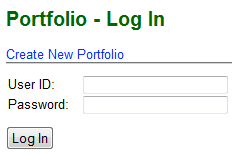 Portfolio - Log In
Create New Portfolio
User ID:
Password:
Log In